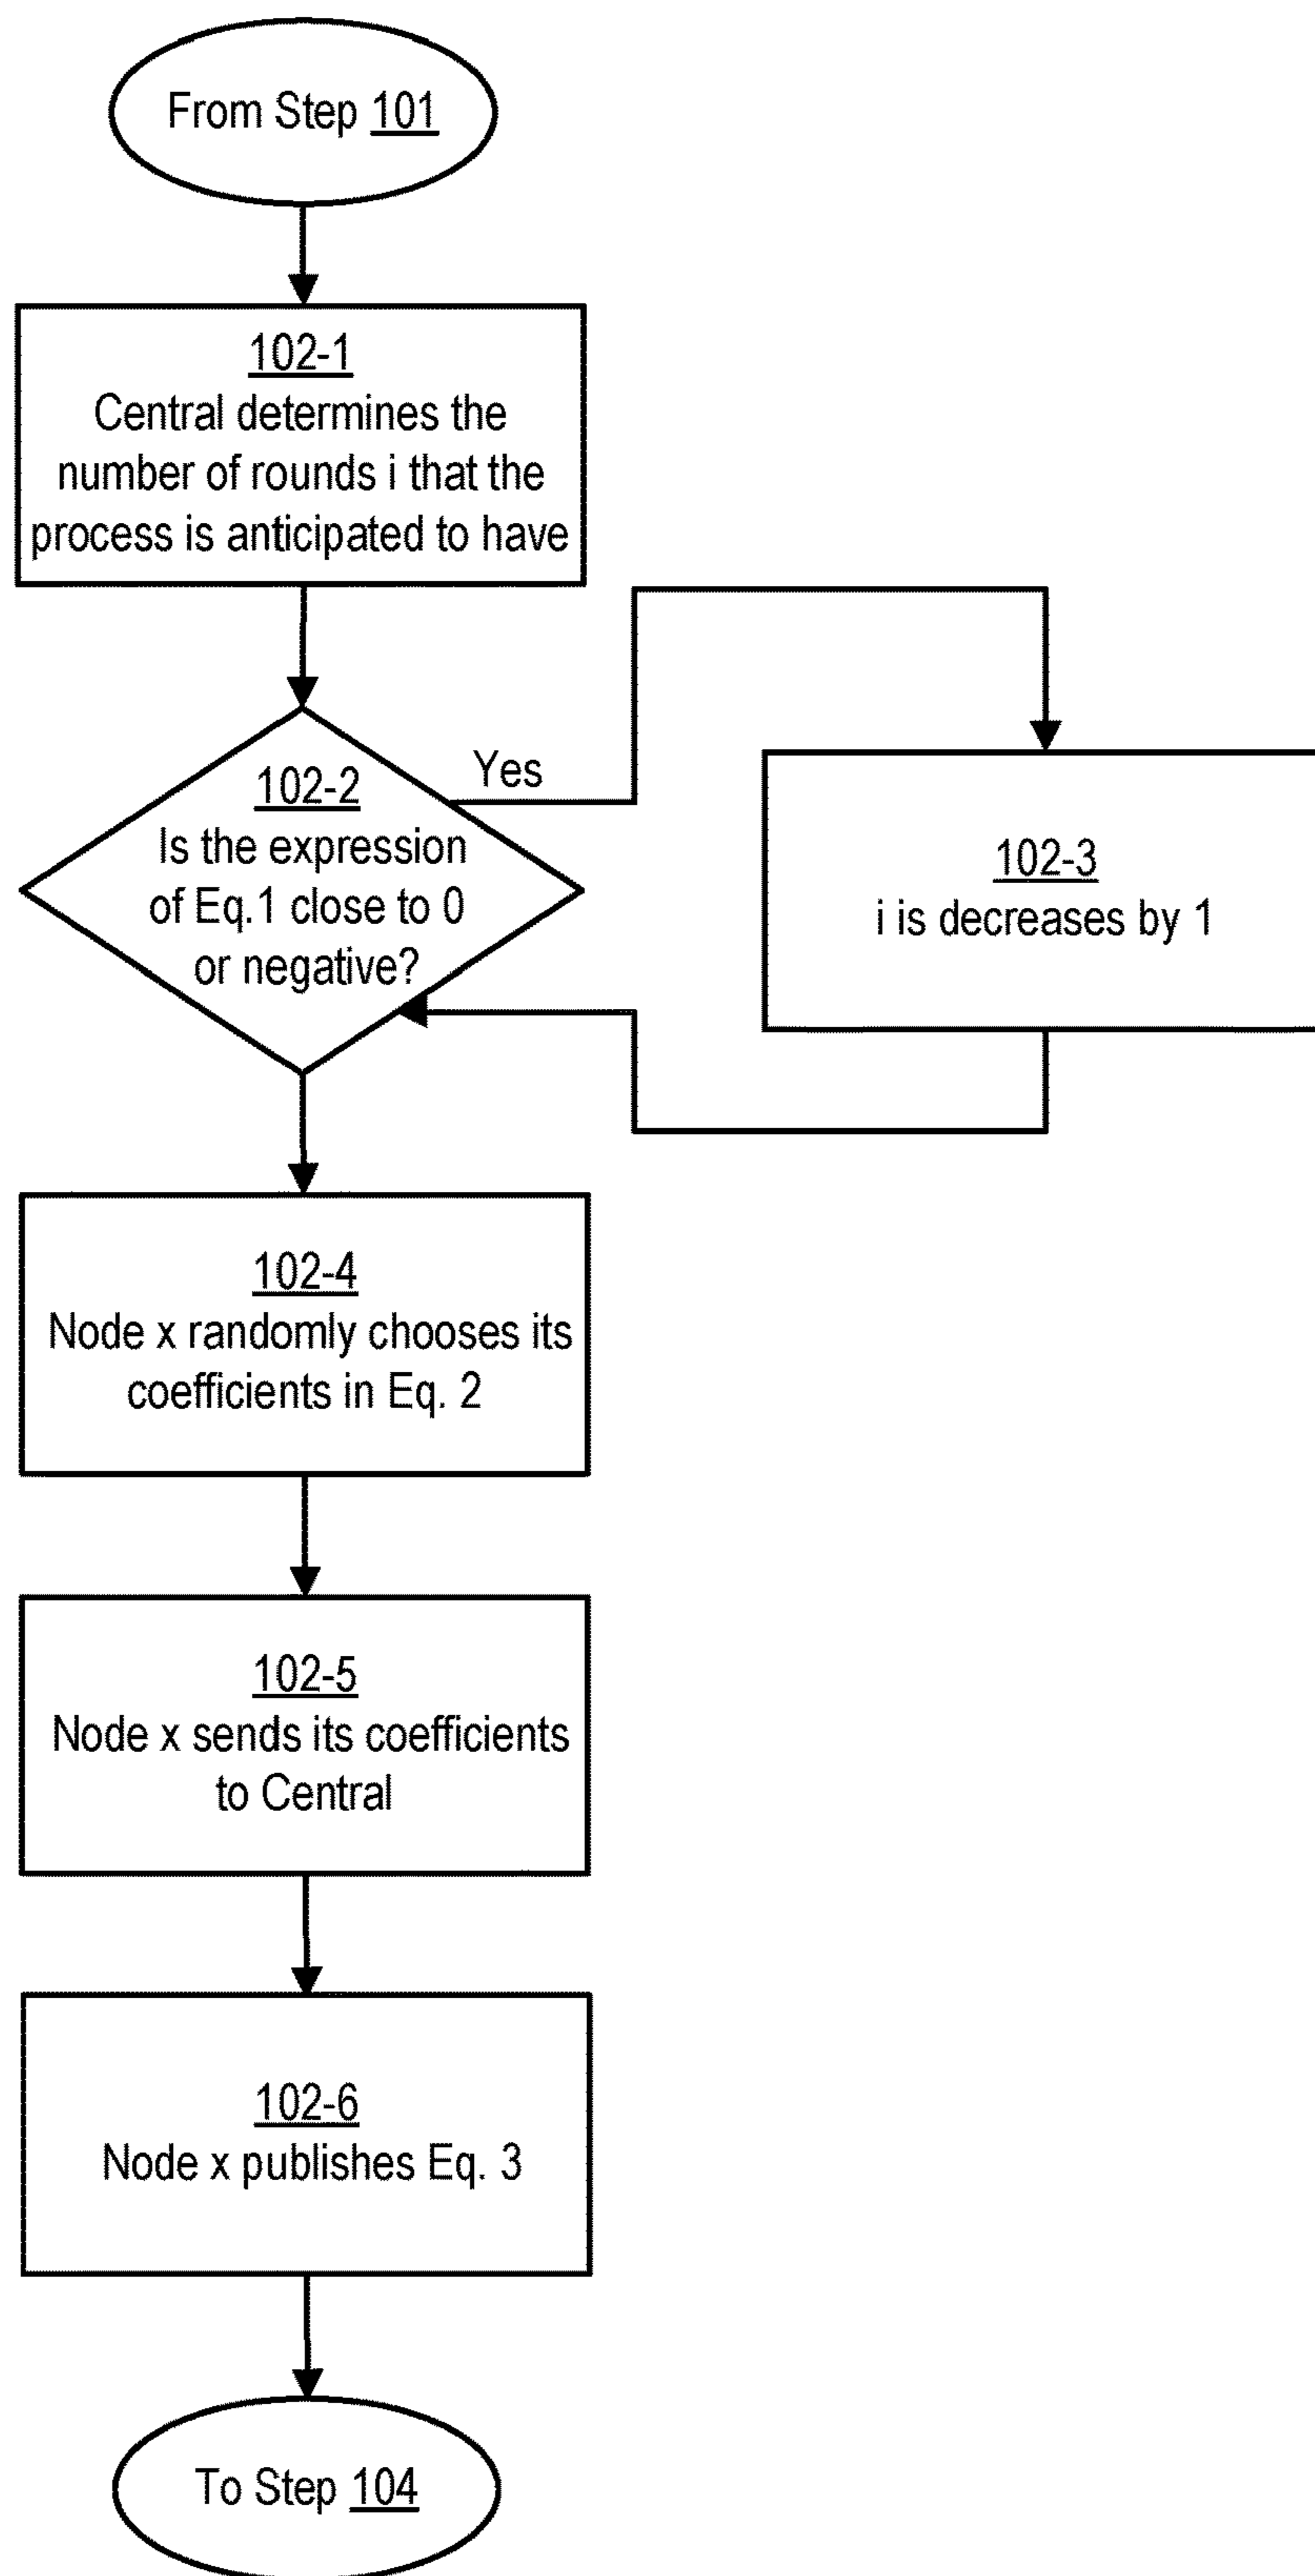 From Step 101
102-1
Central determines the
number of rounds i that the
process is anticipated to have
102-2
Is the expression
of Eq.1 close to 0
or negative?
Yes
102-3
i is decreases by 1
102-4
Node x randomly chooses its
coefficients in Eq. 2
102-5
Node x sends its coefficients
to Central
102-6
Node x publishes Eq. 3
To Step 104